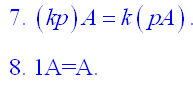 7. (kp)A = k(pA).
8. 1A=A.